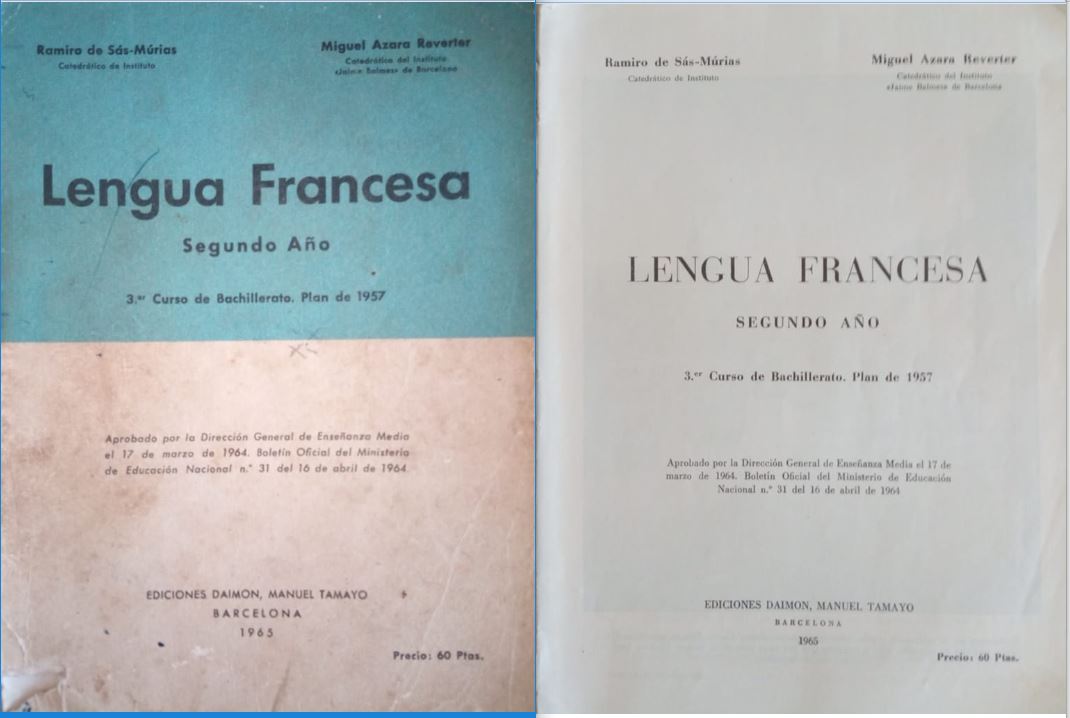 Ramiro de Sás-Múrias
Catedrático de Instituto
Miguel Azara Reverter
Catedrático del Instituto
«Jaime Balmes» de Barcelona
Lengua Francesa
Segundo Año
3.er Curso de Bachillerato. Plan de 1957
Aprobado por la Dirección General de Enseñanza Media
el 17 de marzo de 1964. Boletín Oficial del Ministerio
de Educación Nacional n.º 31 del 16 de abril de 1964
EDICIONES DAIMON, MANUEL TAMAYO
BARCELONA
1965
Precio: 60 Ptas.
Ramiro de Sás-Múrias
Catedrático de Instituto
Miguel Azara Reverter
Catedrático del Instituto
«Jaime Balmes» de Barcelona
LENGUA FRANCESA
SEGUNDO AÑO
3.er Curso de Bachillerato. Plan de 1957
Aprobado por la Dirección General de Enseñanza Media el 17 de
marzo de 1964. Boletín Oficial del Ministerio de Educación
Nacional n.º 31 del 16 de abril de 1964
EDICIONES DAIMON, MANUEL TAMAYO
BARCELONA
1965
Precio: 60 Ptas.